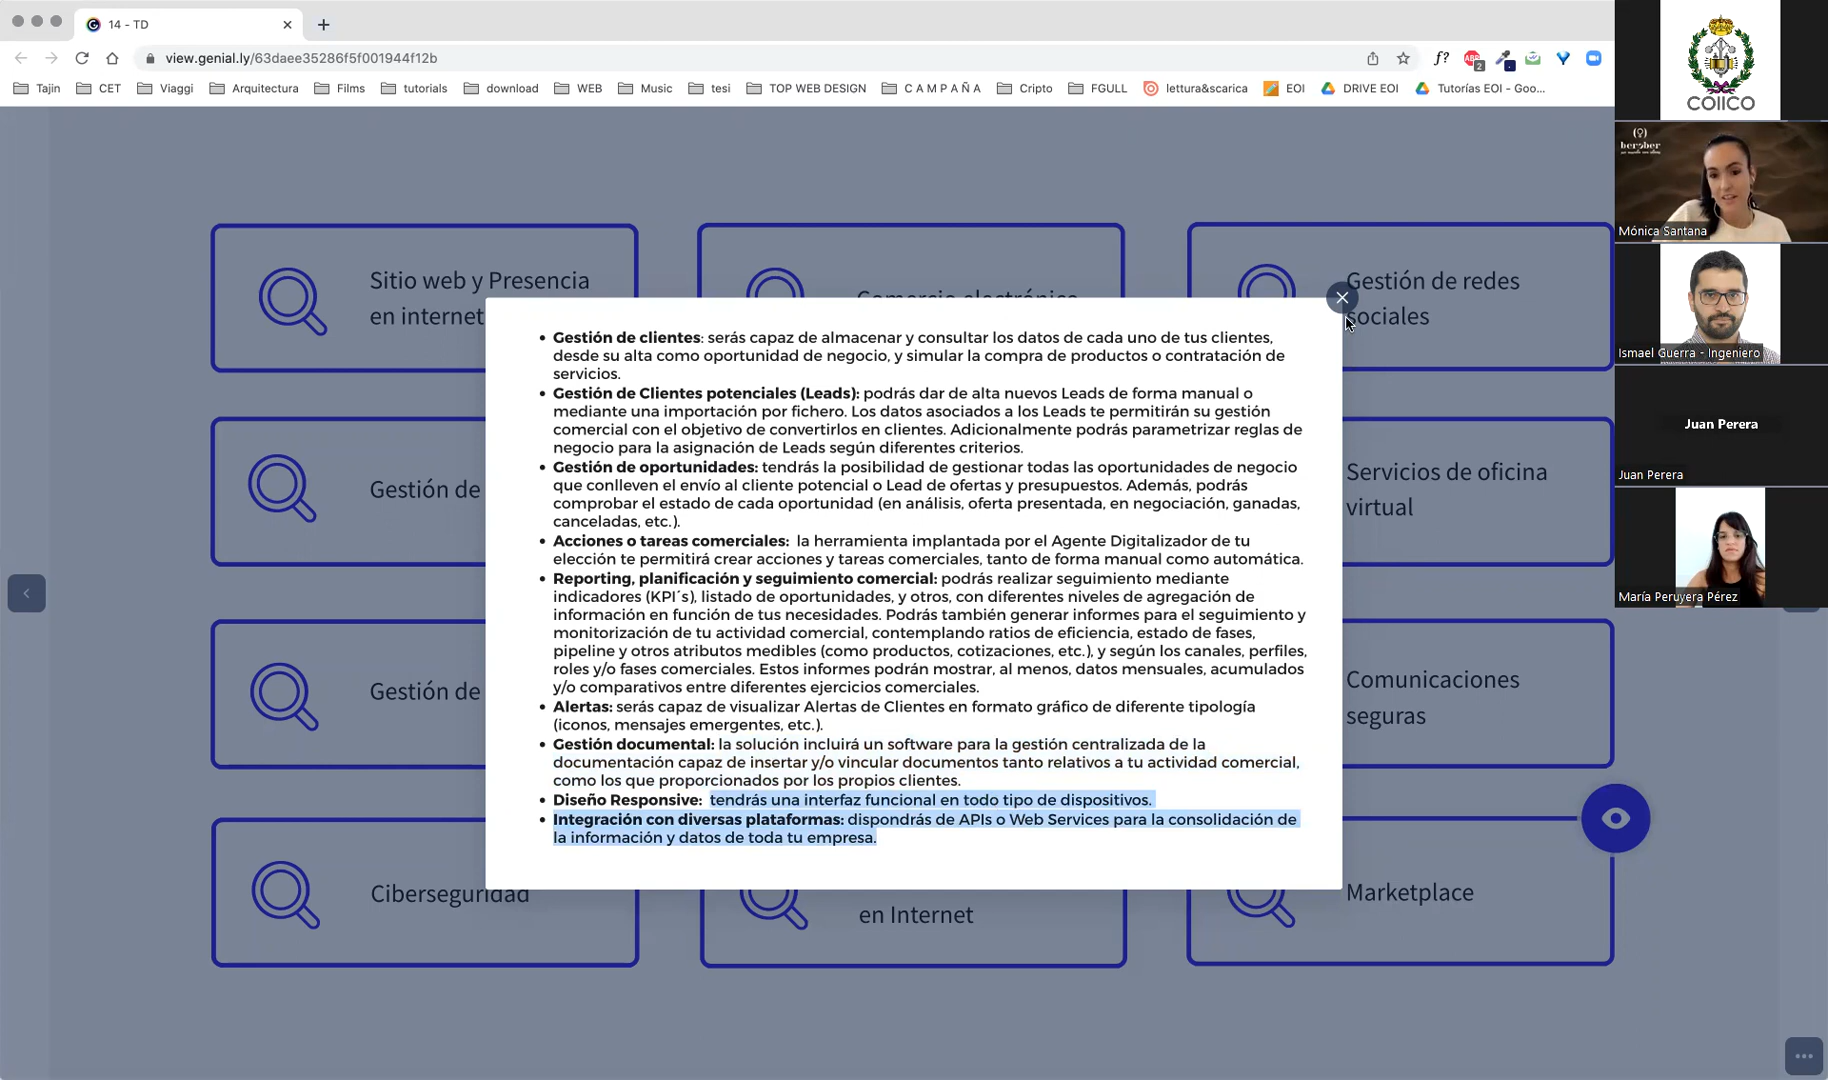 14 - TD
view.genial.ly/63daee35286f5f001944f12b
f?
ABP
2
Tajin
CET
Viaggi
Arquitectura
Films
tutorials
download
WEB
Music
tesi
TOP WEB DESIGN
C A M P A Ñ A
Cripto
FGULL
lettura&scarica
EOI
DRIVE EOI
Tutorías EOI - Goo...
COIICO
berober
Mónica Santana
Ismael Guerra - Ingeniero
Juan Perera
Juan Perera
María Peruyera Pérez
Sitio web y Presencia
en internet
Comercio electrónico
Gestión de redes
sociales
Gestión de
Servicios de oficina
virtual
Gestión de
Comunicaciones
seguras
Ciberseguridad
en Internet
Marketplace
• Gestión de clientes: serás capaz de almacenar y consultar los datos de cada uno de tus clientes,
desde su alta como oportunidad de negocio, y simular la compra de productos o contratación de
servicios.
• Gestión de Clientes potenciales (Leads): podrás dar de alta nuevos Leads de forma manual o
mediante una importación por fichero. Los datos asociados a los Leads te permitirán su gestión
comercial con el objetivo de convertirlos en clientes. Adicionalmente podrás parametrizar reglas de
negocio para la asignación de Leads según diferentes criterios.
• Gestión de oportunidades: tendrás la posibilidad de gestionar todas las oportunidades de negocio
que conlleven el envío al cliente potencial o Lead de ofertas y presupuestos. Además, podrás
comprobar el estado de cada oportunidad (en análisis, oferta presentada, en negociación, ganadas,
canceladas, etc.).
• Acciones o tareas comerciales: la herramienta implantada por el Agente Digitalizador de tu
elección te permitirá crear acciones y tareas comerciales, tanto de forma manual como automática.
• Reporting, planificación y seguimiento comercial: podrás realizar seguimiento mediante
indicadores (KPI´s), listado de oportunidades, y otros, con diferentes niveles de agregación de
información en función de tus necesidades. Podrás también generar informes para el seguimiento y
monitorización de tu actividad comercial, contemplando ratios de eficiencia, estado de fases,
pipeline y otros atributos medibles (como productos, cotizaciones, etc.), y según los canales, perfiles,
roles y/o fases comerciales. Estos informes podrán mostrar, al menos, datos mensuales, acumulados
y/o comparativos entre diferentes ejercicios comerciales.
• Alertas: serás capaz de visualizar Alertas de Clientes en formato gráfico de diferente tipología
(iconos, mensajes emergentes, etc.).
• Gestión documental: la solución incluirá un software para la gestión centralizada de la
documentación capaz de insertar y/o vincular documentos tanto relativos a tu actividad comercial,
como los que proporcionados por los propios clientes.
• Diseño Responsive: tendrás una interfaz funcional en todo tipo de dispositivos.
• Integración con diversas plataformas: dispondrás de APIs o Web Services para la consolidación de
la información y datos de toda tu empresa.